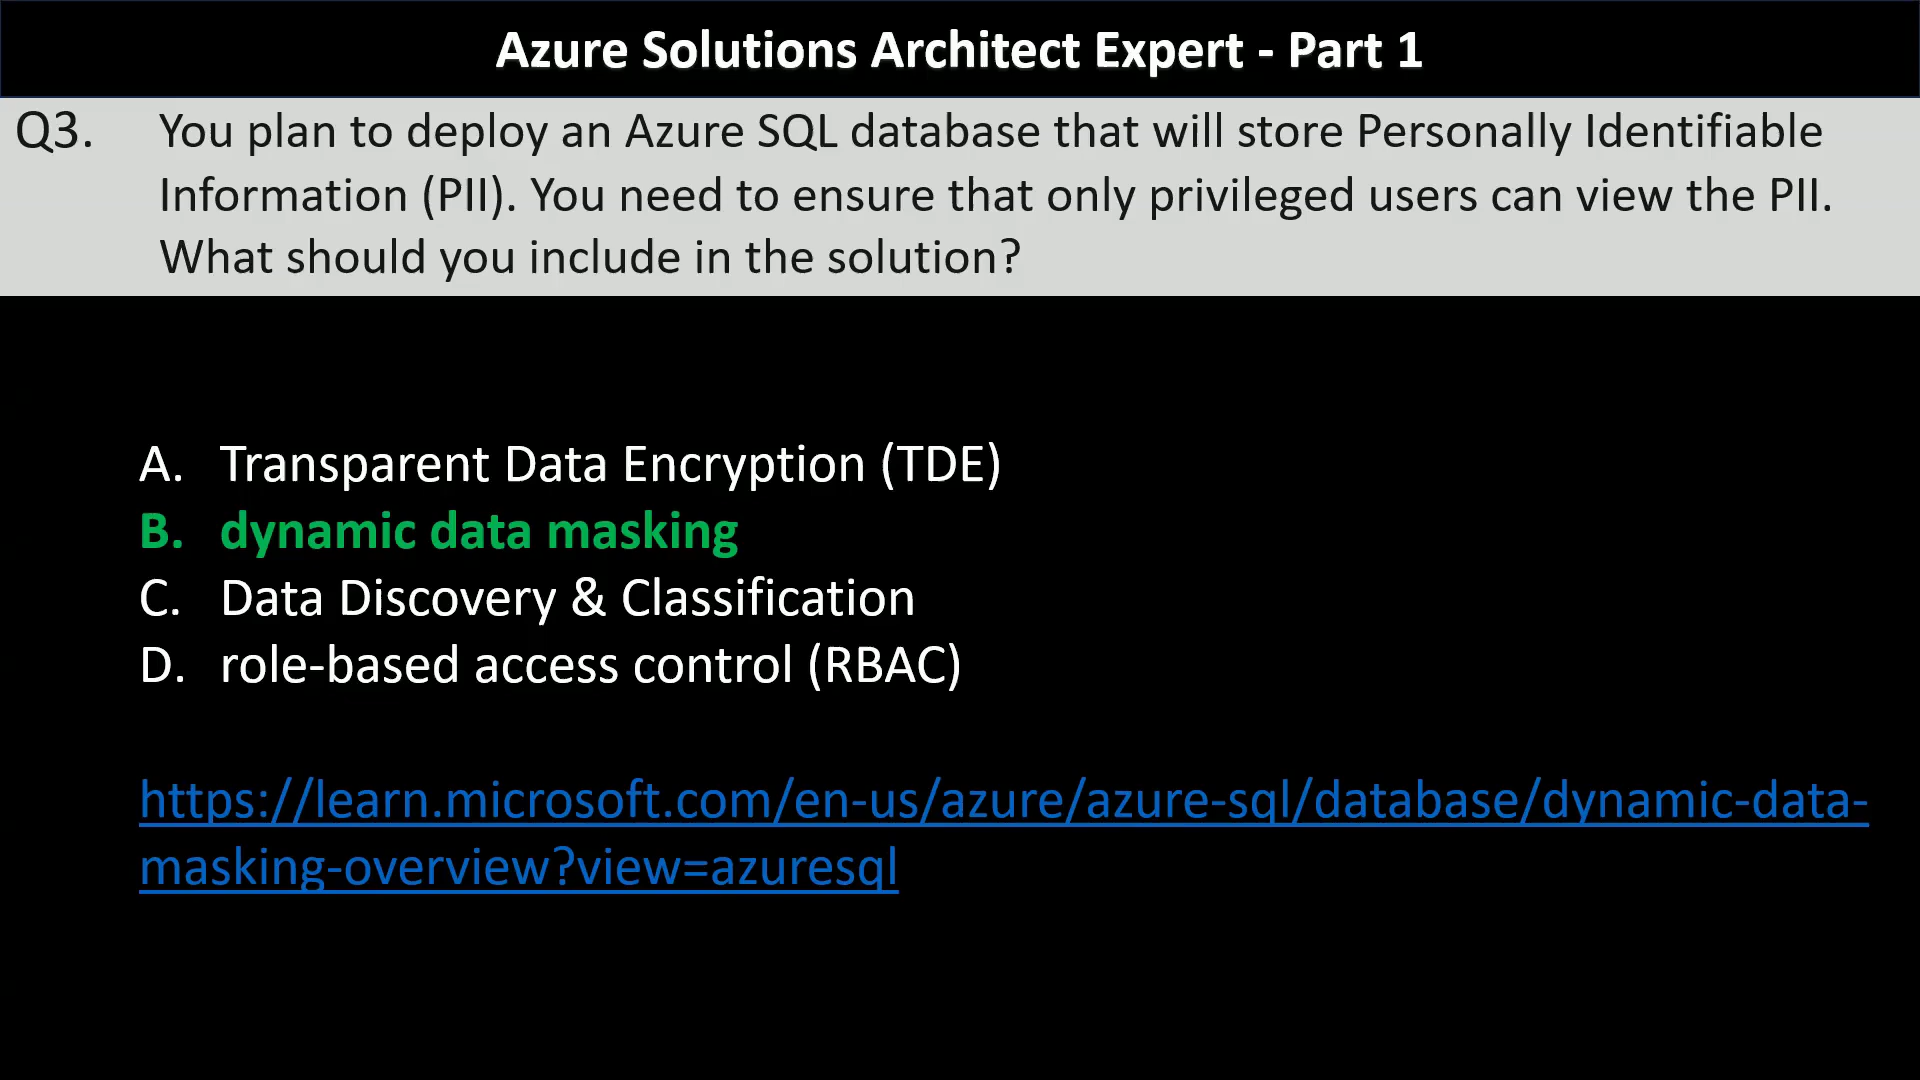 Azure Solutions Architect Expert - Part 1
Q3. You plan to deploy an Azure SQL database that will store Personally Identifiable
Information (PII). You need to ensure that only privileged users can view the PII.
What should you include in the solution?
A. Transparent Data Encryption (TDE)
B. dynamic data masking
C. Data Discovery & Classification
D. role-based access control (RBAC)
https://learn.microsoft.com/en-us/azure/azure-sql/database/dynamic-data-
masking-overview?view=azuresql